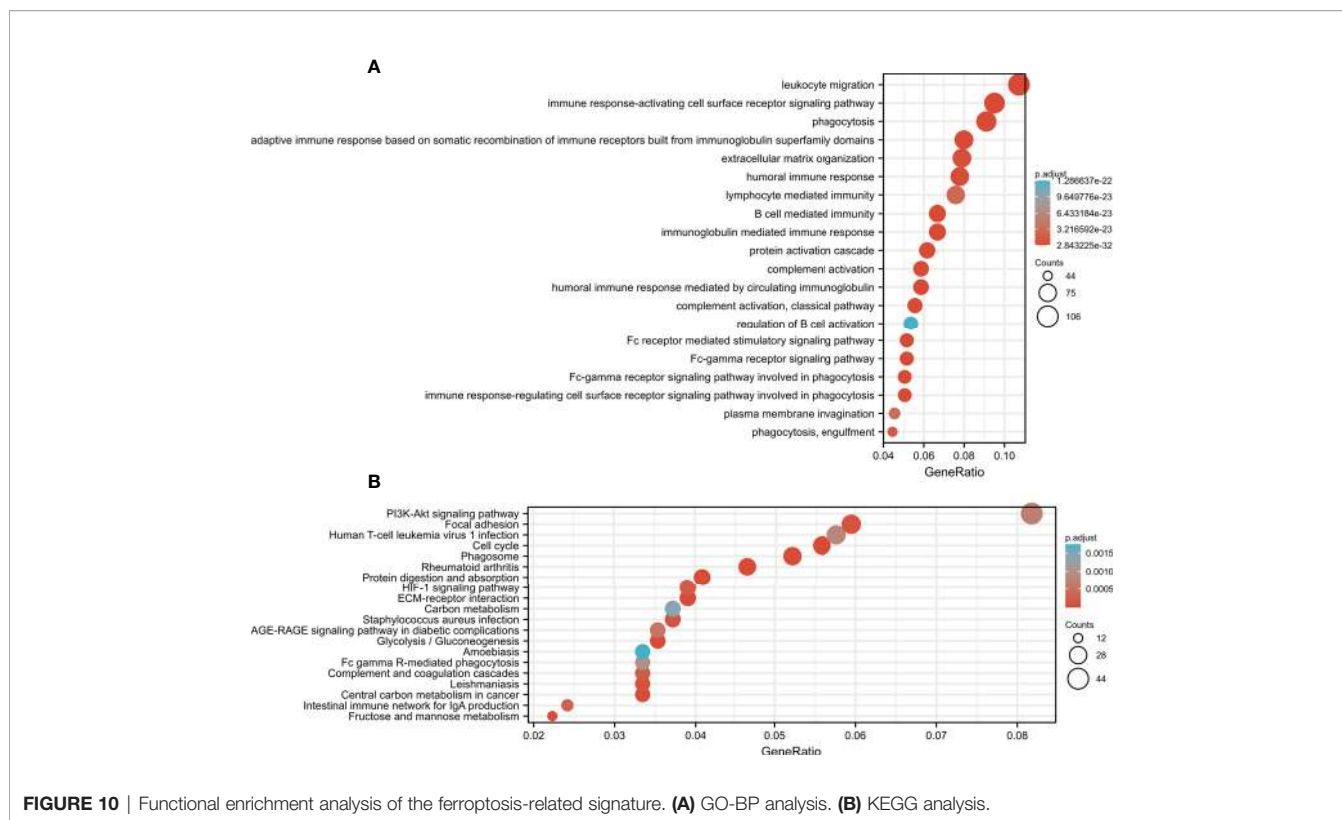 A
leukocyte migration
immune response-activating cell surface receptor signaling pathway
phagocytosis
adaptive immune response based on somatic recombination of immune receptors built from immunoglobulin superfamily domains
extracellular matrix organization
humoral immune response
lymphocyte mediated immunity
B cell mediated immunity
immunoglobulin mediated immune response
protein activation cascade
complement activation
humoral immune response mediated by circulating immunoglobulin
complement activation, classical pathway
regulation of B cell activation
Fc receptor mediated stimulatory signaling pathway
Fc-gamma receptor signaling pathway
Fc-gamma receptor signaling pathway involved in phagocytosis
immune response-regulating cell surface receptor signaling pathway involved in phagocytosis
plasma membrane invagination
phagocytosis, engulfment
0.04 0.06 0.08 0.10
GeneRatio
p.adjust
1.286637e-22
9.649776e-23
6.433184e-23
3.216592e-23
2.843225e-32
Counts
44
75
106
B
PI3K-Akt signaling pathway
Focal adhesion
Human T-cell leukemia virus 1 infection
Cell cycle
Phagosome
Rheumatoid arthritis
Protein digestion and absorption
HIF-1 signaling pathway
ECM-receptor interaction
Carbon metabolism
Staphylococcus aureus infection
AGE-RAGE signaling pathway in diabetic complications
Glycolysis / Gluconeogenesis
Amoebiasis
Fc gamma R-mediated phagocytosis
Complement and coagulation cascades
Leishmaniasis
Central carbon metabolism in cancer
Intestinal immune network for IgA production
Fructose and mannose metabolism
0.02 0.03 0.04 0.05 0.06 0.07 0.08
GeneRatio
p.adjust
0.0015
0.0010
0.0005
Counts
12
28
44
FIGURE 10 | Functional enrichment analysis of the ferroptosis-related signature. (A) GO-BP analysis. (B) KEGG analysis.